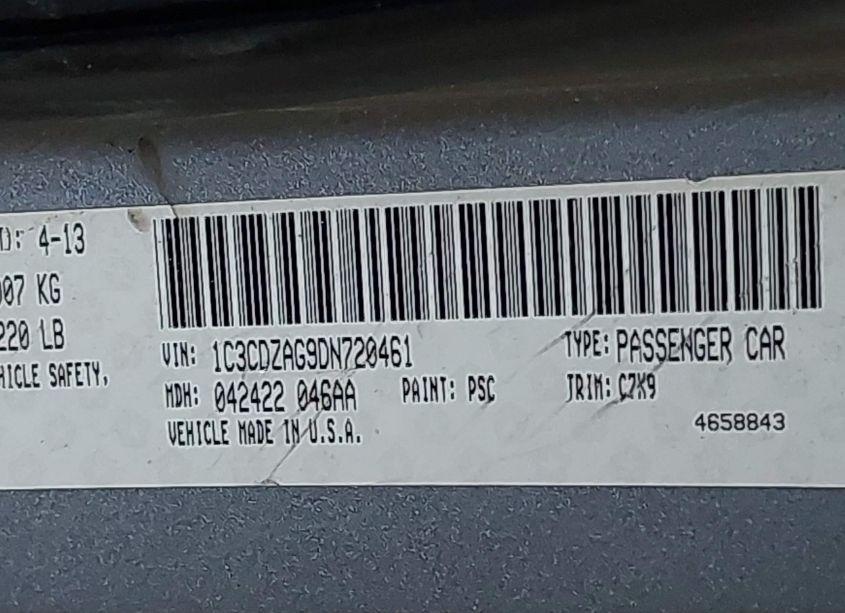 D): 4-13
007 KG
220 LB
HICLE SAFETY,
VIN: 1C3CDZAG9DN720461
TYPE: PASSENGER CAR
MDH: 042422 046AA
PAINT: PSC
TRIM: C7X9
VEHICLE MADE IN U.S.A.
4658843